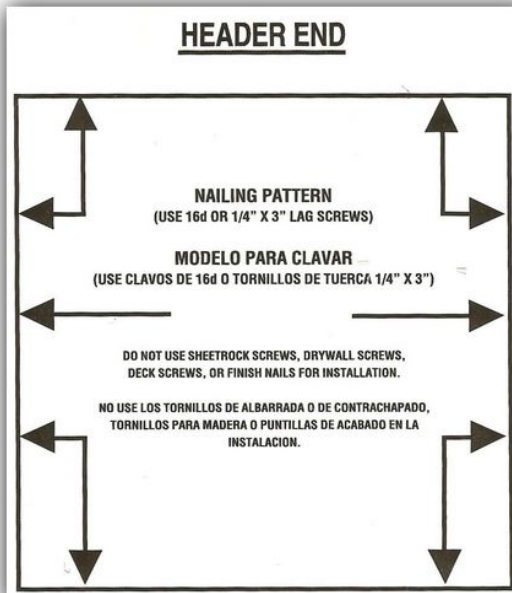 HEADER END
NAILING PATTERN
(USE 16d OR 1/4" X 3" LAG SCREWS)
MODELO PARA CLAVAR
(USE CLAVOS DE 16d O TORNILLOS DE TUERCA 1/4" X 3")
DO NOT USE SHEETROCK SCREWS, DRYWALL SCREWS,
DECK SCREWS, OR FINISH NAILS FOR INSTALLATION.
NO USE LOS TORNILLOS DE ALBARRADA O DE CONTRACHAPADO,
TORNILLOS PARA MADERA O PUNTILLAS DE ACABADO EN LA
INSTALACION.